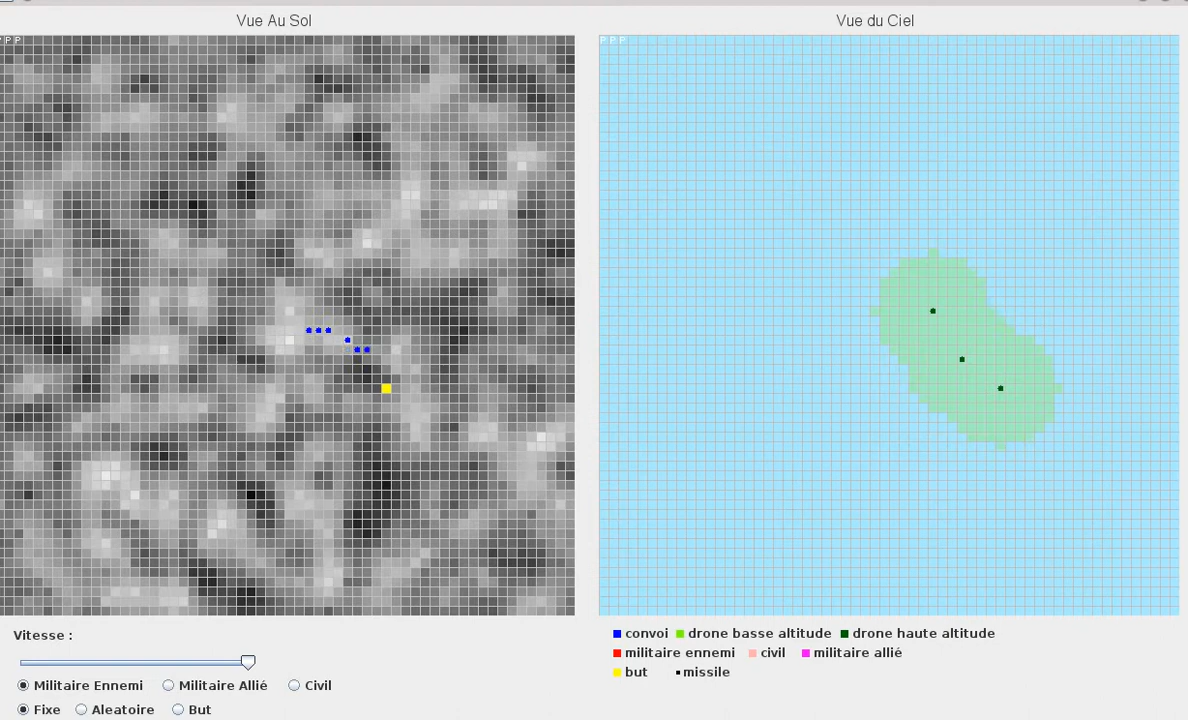 Vue Au Sol
Vue du Ciel
P P P
P P P
Vitesse :
Militaire Ennemi
Militaire Allié
Civil
Fixe
Aleatoire
But
convoi
drone basse altitude
drone haute altitude
militaire ennemi
civil
militaire allié
but
missile